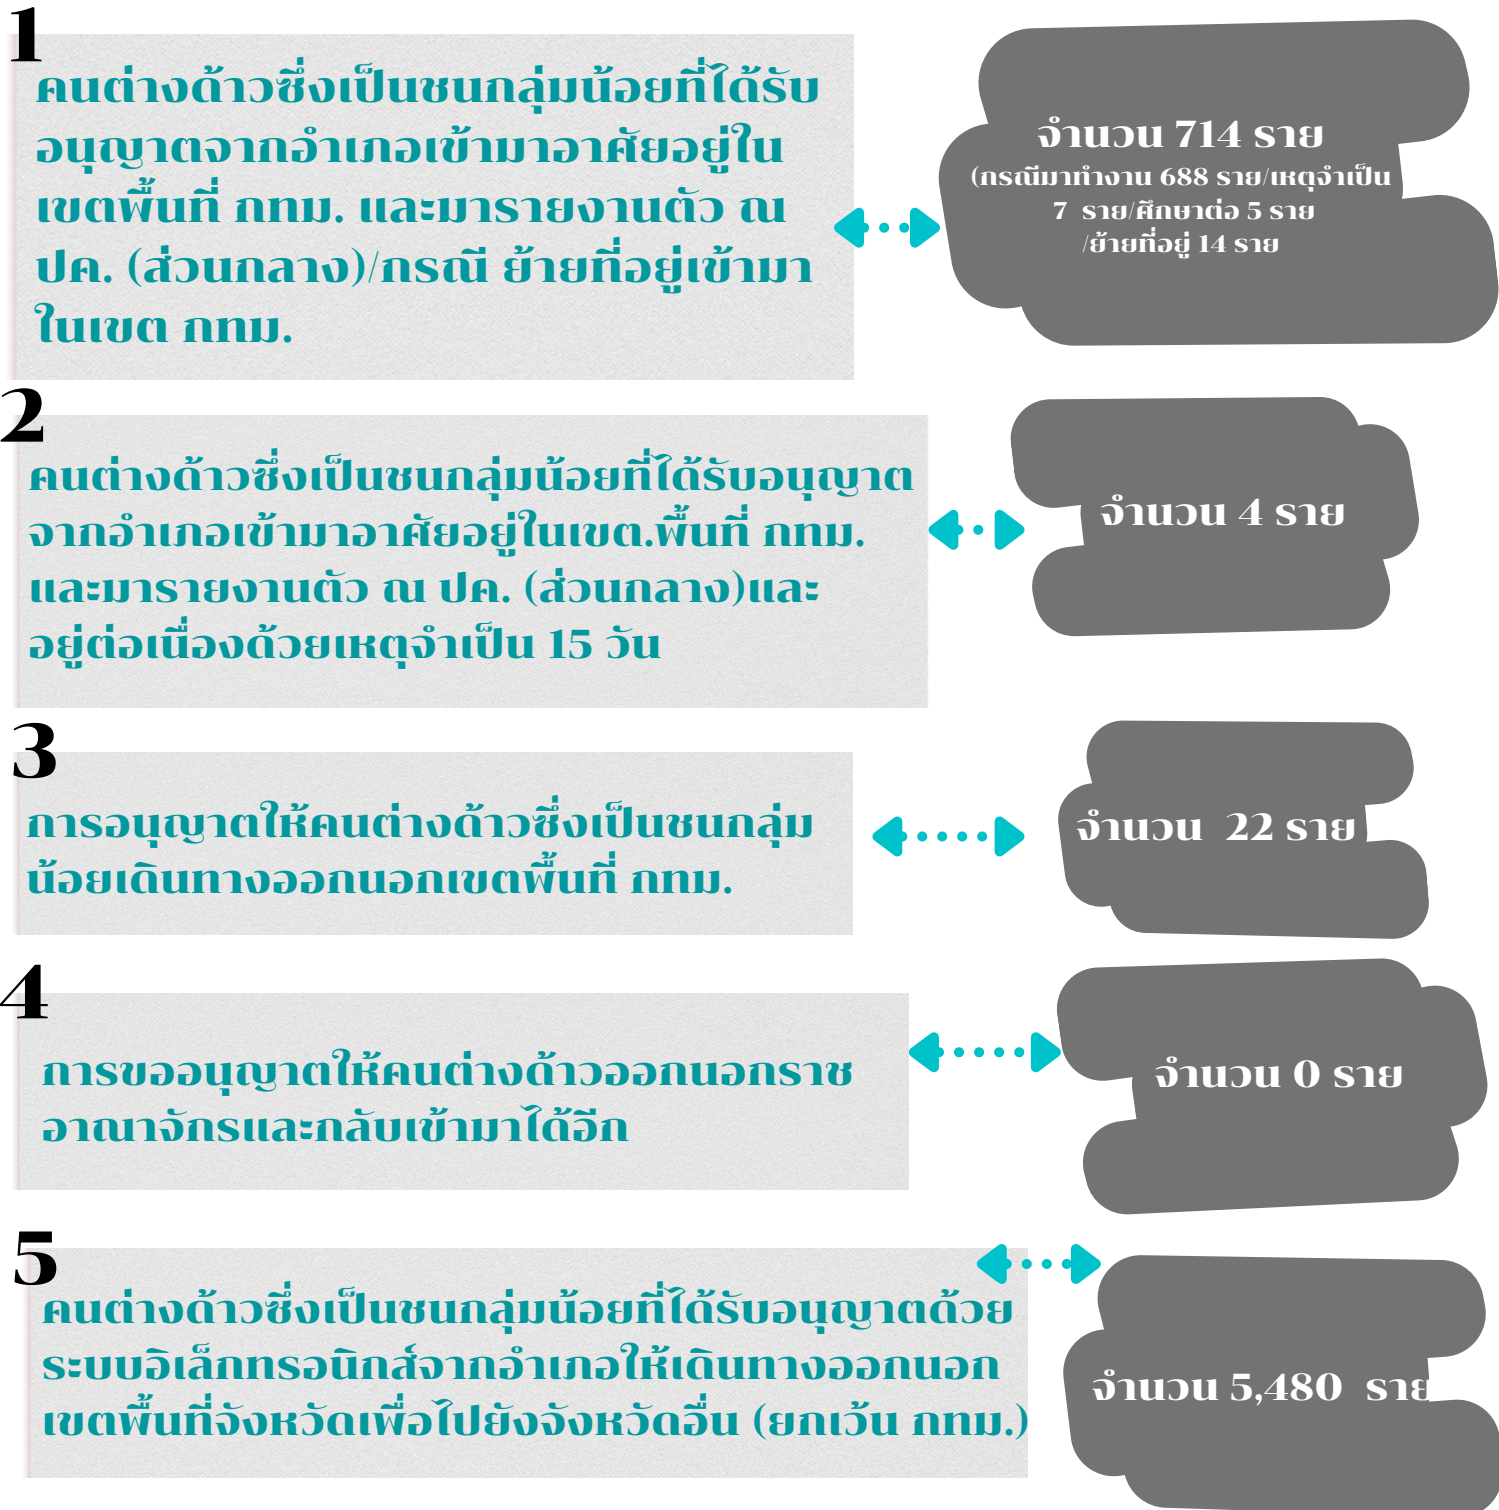 1
คนต่างด้าวซึ่งเป็นชนกลุ่มน้อยที่ได้รับ
อนุญาตจากอำเภอเข้ามาอาศัยอยู่ใน
เขตพื้นที่ กทม. และมารายงานตัว ณ
ปค. (ส่วนกลาง)/กรณี ย้ายที่อยู่เข้ามา
ในเขต กทม.
จำนวน 714 ราย
(กรณีมาทำงาน 688 ราย/เหตุจำเป็น
7 ราย/ศึกษาต่อ 5 ราย
/ย้ายที่อยู่ 14 ราย
2
คนต่างด้าวซึ่งเป็นชนกลุ่มน้อยที่ได้รับอนุญาต
จากอำเภอเข้ามาอาศัยอยู่ในเขต.พื้นที่ กทม.
และมารายงานตัว ณ ปค. (ส่วนกลาง)และ
อยู่ต่อเนื่องด้วยเหตุจำเป็น 15 วัน
จำนวน 4 ราย
3
การอนุญาตให้คนต่างด้าวซึ่งเป็นชนกลุ่ม
น้อยเดินทางออกนอกเขตพื้นที่ กทม.
จำนวน 22 ราย
4
การขออนุญาตให้คนต่างด้าวออกนอกราช
อาณาจักรและกลับเข้ามาได้อีก
จำนวน 0 ราย
5
คนต่างด้าวซึ่งเป็นชนกลุ่มน้อยที่ได้รับอนุญาตด้วย
ระบบอิเล็กทรอนิกส์จากอำเภอให้เดินทางออกนอก
เขตพื้นที่จังหวัดเพื่อไปยังจังหวัดอื่น (ยกเว้น กทม.)
จำนวน 5,480 ราย